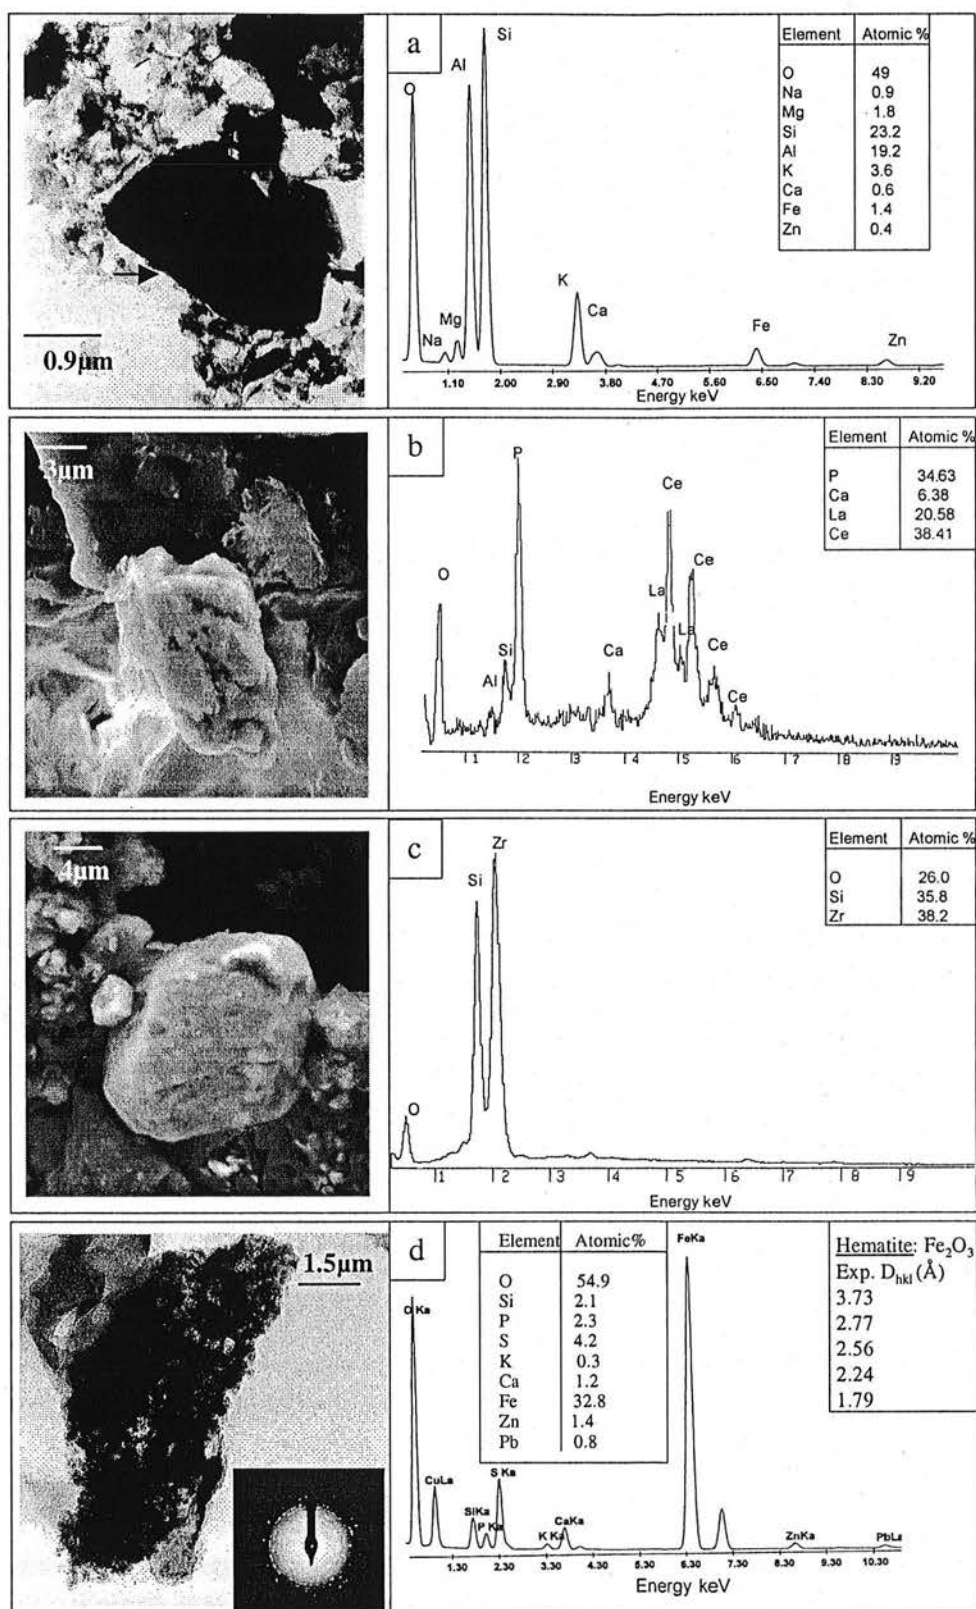 a
Si
Al
O
K
Ca
Mg
Na
Fe
Zn
Element Atomic %
O 49
Na 0.9
Mg 1.8
Si 23.2
Al 19.2
K 3.6
Ca 0.6
Fe 1.4
Zn 0.4
0.9μm
1.10 2.00 2.90 3.80 4.70 5.60 6.50 7.40 8.30 9.20
Energy keV
3μm
A
b
P
Ce
O
Ce
La
La
Si
Al
Ca
Ce
Ce
Element Atomic %
P 34.63
Ca 6.38
La 20.58
Ce 38.41
1 2 3 4 5 6 7 8 9
Energy keV
4μm
c
Zr
Si
O
Element Atomic %
O 26.0
Si 35.8
Zr 38.2
1 2 3 4 5 6 7 8 9
Energy keV
1.5μm
d
O Ka
CuLa
SiKa
P Ka
S Ka
K Ka
CaKa
FeKa
ZnKa
PbLa
Element Atomic%
O 54.9
Si 2.1
P 2.3
S 4.2
K 0.3
Ca 1.2
Fe 32.8
Zn 1.4
Pb 0.8
Hematite: Fe₂O₃
Exp. D_hkl (Å)
3.73
2.77
2.56
2.24
1.79
1.30 2.30 3.30 4.30 5.30 6.30 7.30 8.30 9.30 10.30
Energy keV